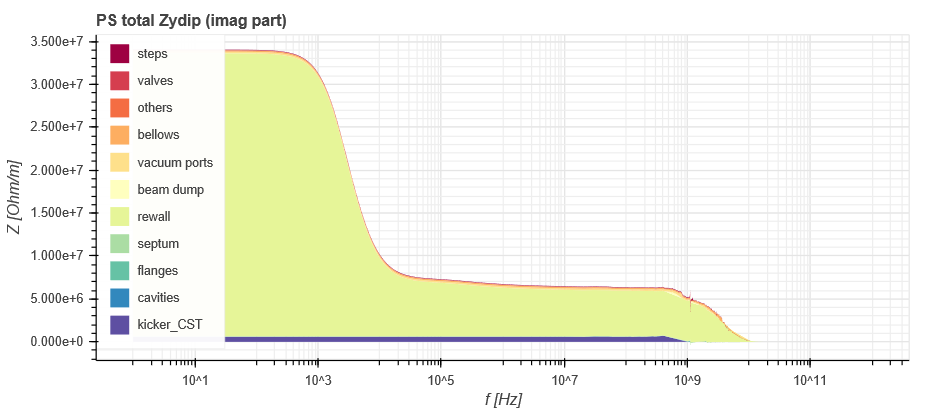 PS total Zydip (imag part)
3.500e+7
3.000e+7
2.500e+7
2.000e+7
1.500e+7
1.000e+7
5.000e+6
0.000e+0
Z [Ohm/m]
steps
valves
others
bellows
vacuum ports
beam dump
rewall
septum
flanges
cavities
kicker_CST
10^1
10^3
10^5
10^7
10^9
10^11
f [Hz]